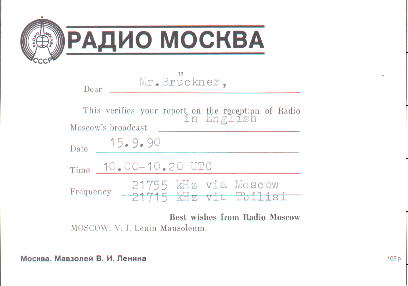 СССР
РАДИО МОСКВА
Dear Mr.Brückner,
This verifies your report on the reception of Radio
Moscow's broadcast in English
Date 15.9.90
Time 10.00-10.20 UTC
Frequency 21755 kHz via Moscow
21715 kHz via Tbilisi
Best wishes from Radio Moscow
MOSCOW. V. I. Lenin Mausoleum.
Москва. Мавзолей В. И. Ленина